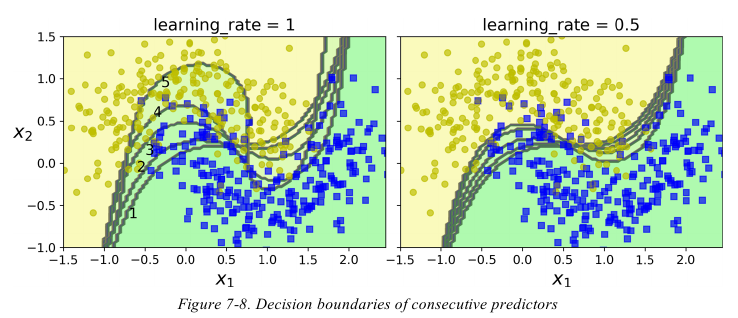 learning_rate = 1
learning_rate = 0.5
1.5
1.0
0.5
0.0
−0.5
−1.0
x2
5
4
3
2
1
−1.5 −1.0 −0.5 0.0 0.5 1.0 1.5 2.0
−1.5 −1.0 −0.5 0.0 0.5 1.0 1.5 2.0
x1
x1
Figure 7-8. Decision boundaries of consecutive predictors